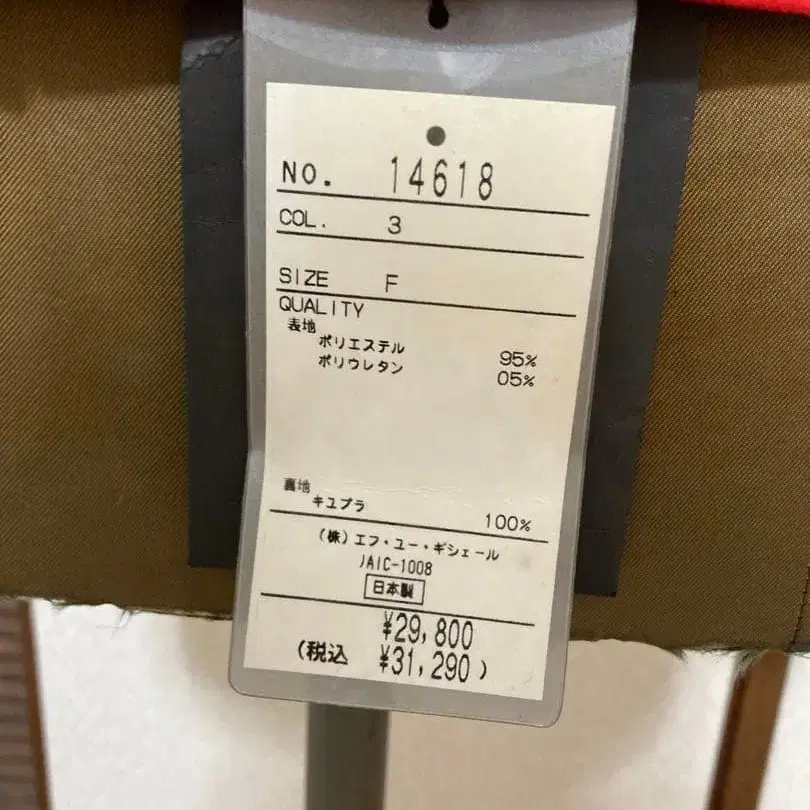 NO. 14618
COL. 3
SIZE F
QUALITY
表地
ポリエステル 95%
ポリウレタン 05%
裏地
キュプラ 100%
(株)エフ・ユー・ギシェール
JAIC-1008
日本製
¥29,800
(税込 ¥31,290)